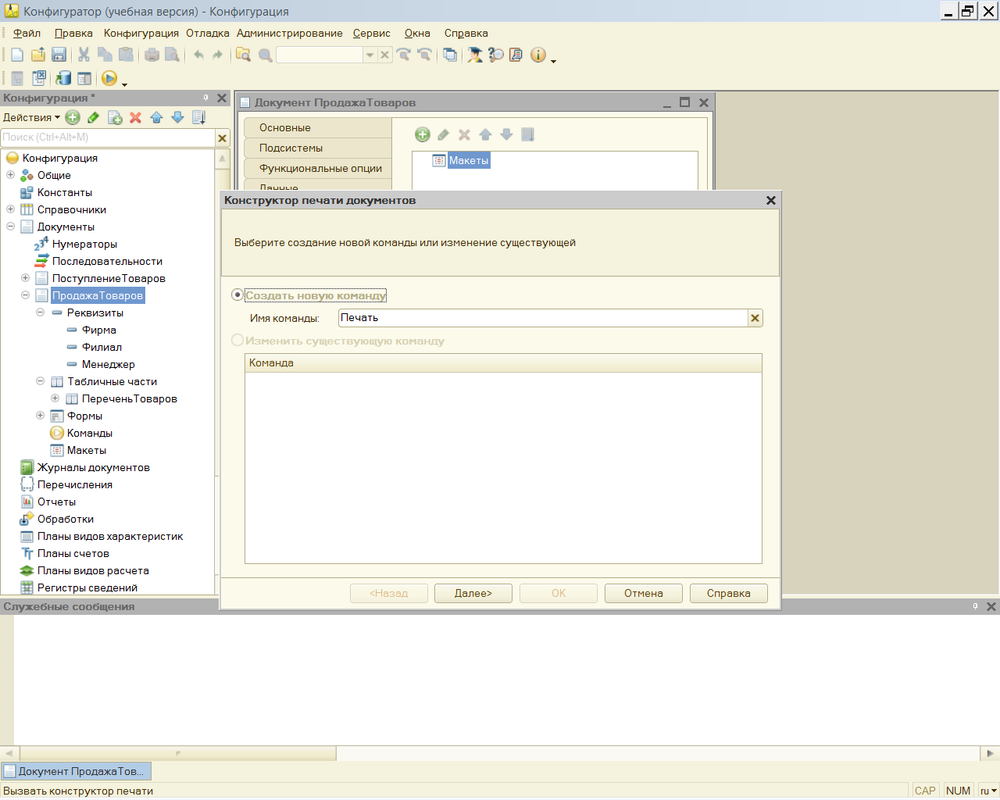 Конфигуратор (учебная версия) - Конфигурация
Файл Правка Конфигурация Отладка Администрирование Сервис Окна Справка
Конфигурация *
Действия
Поиск (Ctrl+Alt+M)
Конфигурация
Общие
Константы
Справочники
Документы
Нумераторы
Последовательности
ПоступлениеТоваров
ПродажаТоваров
Реквизиты
Фирма
Филиал
Менеджер
Табличные части
ПереченьТоваров
Формы
Команды
Макеты
Журналы документов
Перечисления
Отчеты
Обработки
Планы видов характеристик
Планы счетов
Планы видов расчета
Регистры сведений
Документ ПродажаТоваров
Основные
Подсистемы
Функциональные опции
Данные
Макеты
Конструктор печати документов
Выберите создание новой команды или изменение существующей
Создать новую команду
Имя команды: Печать
Изменить существующую команду
Команда
<Назад Далее> OK Отмена Справка
Служебные сообщения
Документ ПродажаТов...
Вызвать конструктор печати
CAP NUM ru